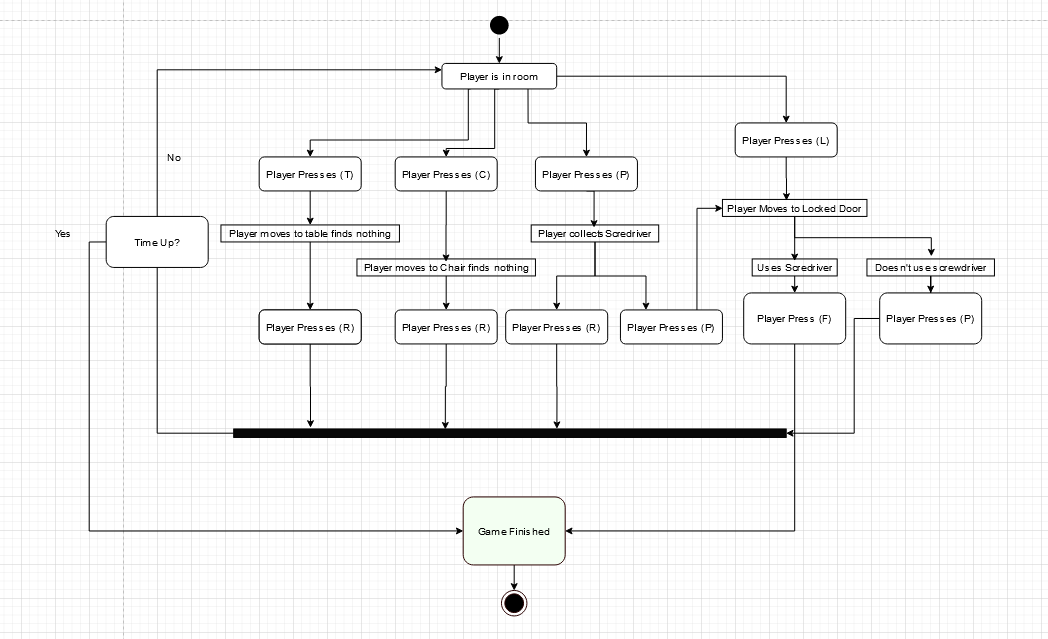 Player is in room
Player Presses (L)
No
Player Presses (T)
Player Presses (C)
Player Presses (P)
Player Moves to Locked Door
Yes
Time Up?
Player moves to table finds nothing
Player collects Scredriver
Player moves to Chair finds nothing
Uses Scredriver
Doesn't use screwdriver
Player Presses (R)
Player Presses (R)
Player Presses (R)
Player Presses (P)
Player Press (F)
Player Presses (P)
Game Finished